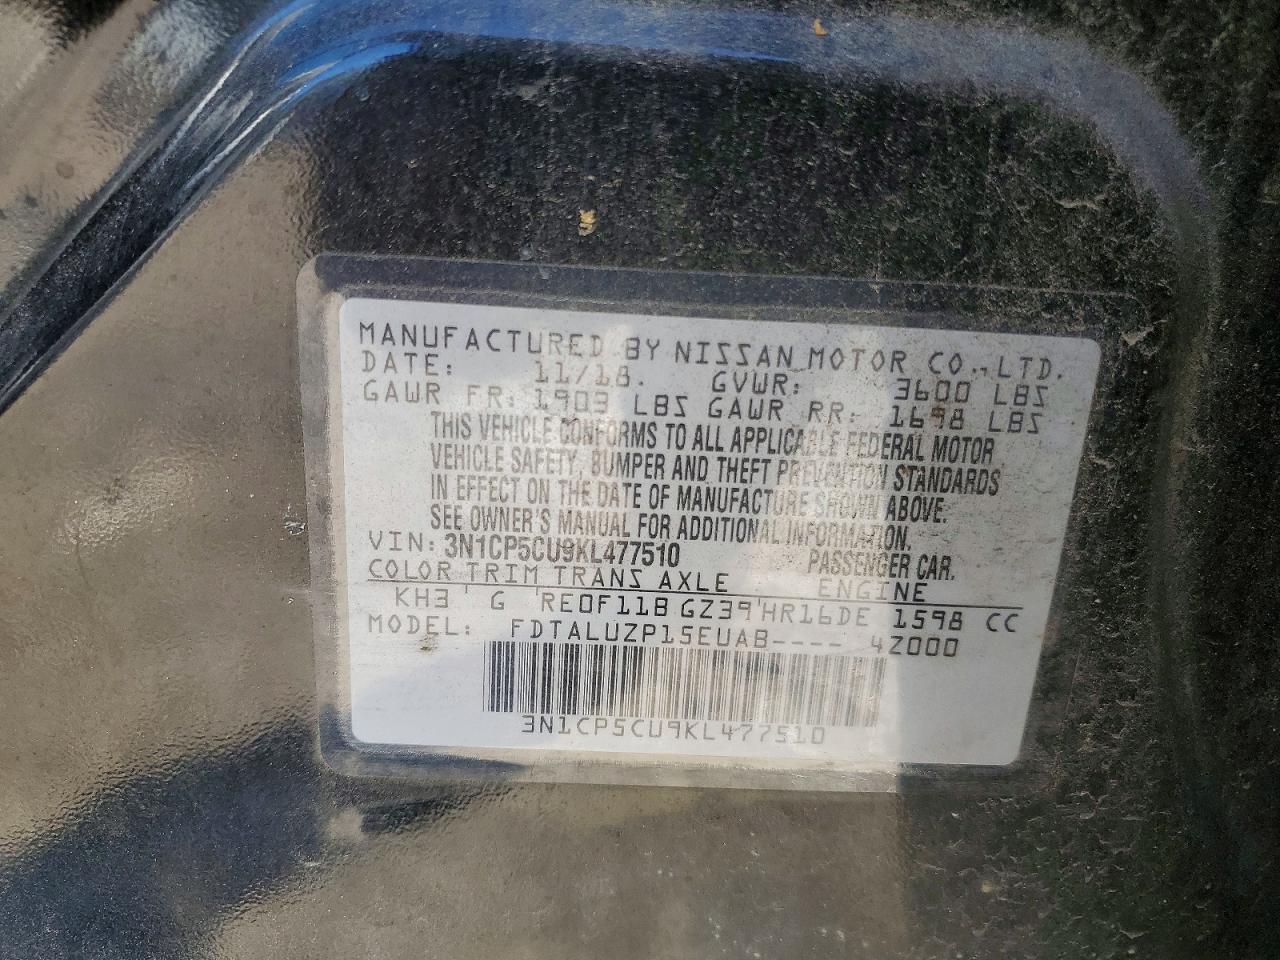 MANUFACTURED BY NISSAN MOTOR CO., LTD.
DATE: 11/18. GVWR: 3600 LBS
GAWR FR: 1903 LBS GAWR RR: 1698 LBS
THIS VEHICLE CONFORMS TO ALL APPLICABLE FEDERAL MOTOR
VEHICLE SAFETY, BUMPER AND THEFT PREVENTION STANDARDS
IN EFFECT ON THE DATE OF MANUFACTURE SHOWN ABOVE.
SEE OWNER'S MANUAL FOR ADDITIONAL INFORMATION.
VIN: 3N1CP5CU9KL477510 PASSENGER CAR.
COLOR TRIM TRANS AXLE ENGINE
KH3 G RE0F11B GZ39 HR16DE 1598 CC
MODEL: FDTALUZP15EUAB---- 42000
3N1CP5CU9KL477510